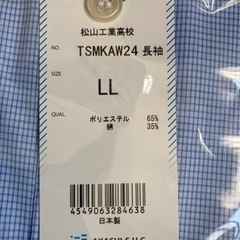 松山工業高校
NO. TSMKAW24 長袖
SIZE
LL
QUAL.
ポリエステル 65%
綿 35%
日本製
4549063284638